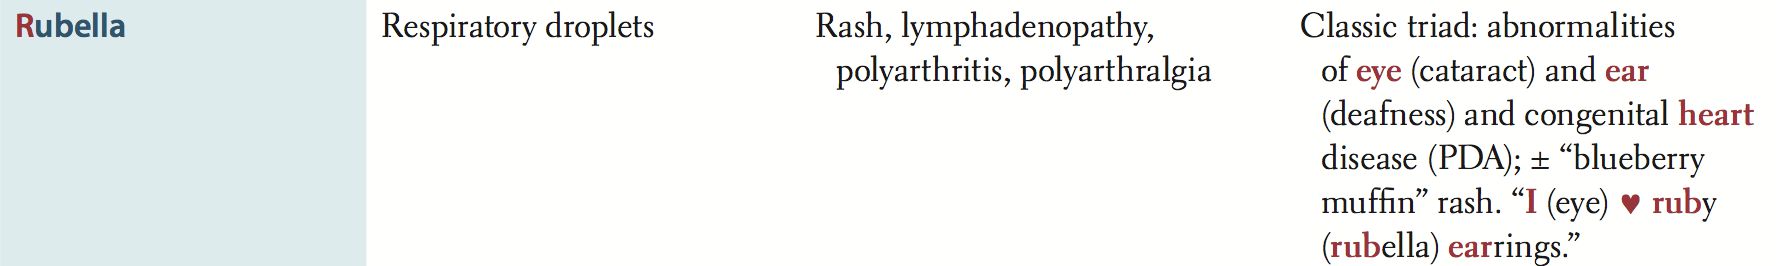 Rubella
Respiratory droplets
Rash, lymphadenopathy,
polyarthritis, polyarthralgia
Classic triad: abnormalities
of eye (cataract) and ear
(deafness) and congenital heart
disease (PDA); ± “blueberry
muffin” rash. “I (eye) ♥ ruby
(rubella) earrings.”